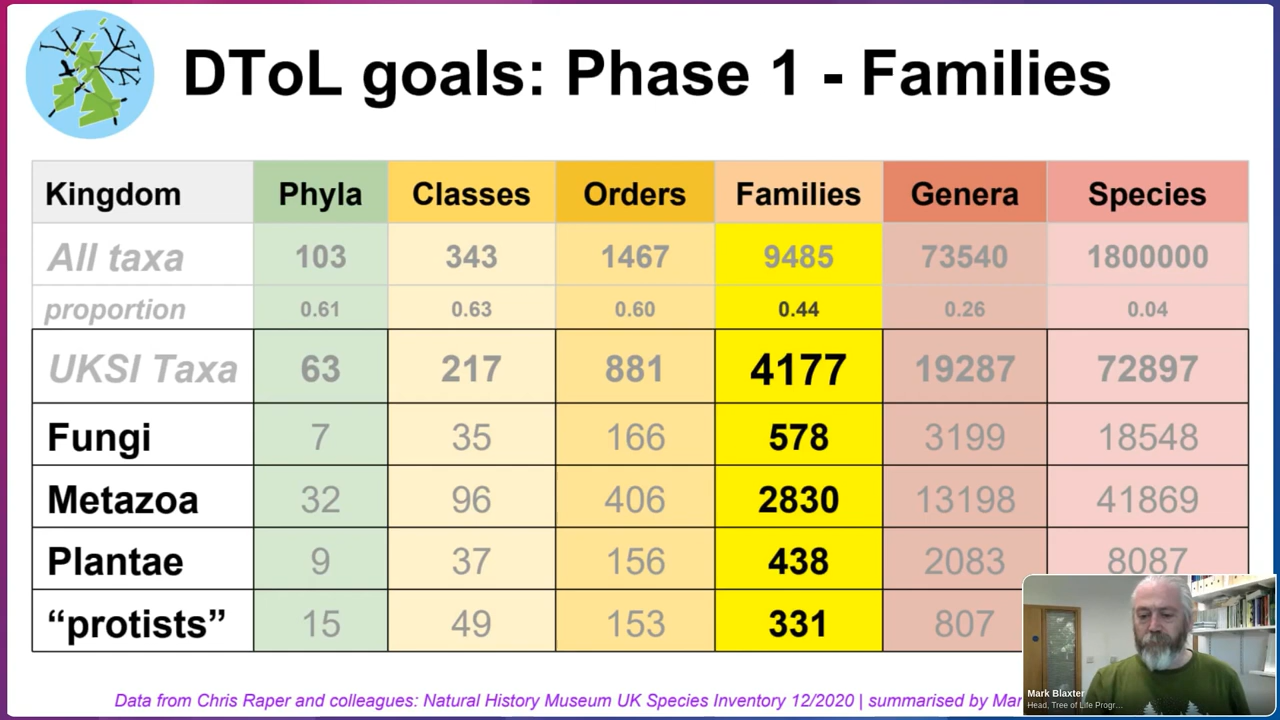 DToL goals: Phase 1 - Families
Kingdom Phyla Classes Orders Families Genera Species
All taxa 103 343 1467 9485 73540 1800000
proportion 0.61 0.63 0.60 0.44 0.26 0.04
UKSI Taxa 63 217 881 4177 19287 72897
Fungi 7 35 166 578 3199 18548
Metazoa 32 96 406 2830 13198 41869
Plantae 9 37 156 438 2083 8087
“protists” 15 49 153 331 807
Data from Chris Raper and colleagues: Natural History Museum UK Species Inventory 12/2020 | summarised by
Mark Blaxter
Head, Tree of Life Progr...